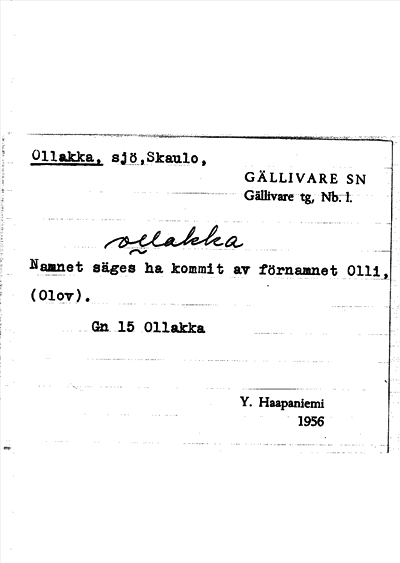 Ollakka, sjö, Skaulo,
GÄLLIVARE SN
Gällivare tg, Nb. l.
ollakka
Namnet säges ha kommit av förnamnet Olli,
(Olov).
Gn 15 Ollakka
Y. Haapaniemi
1956